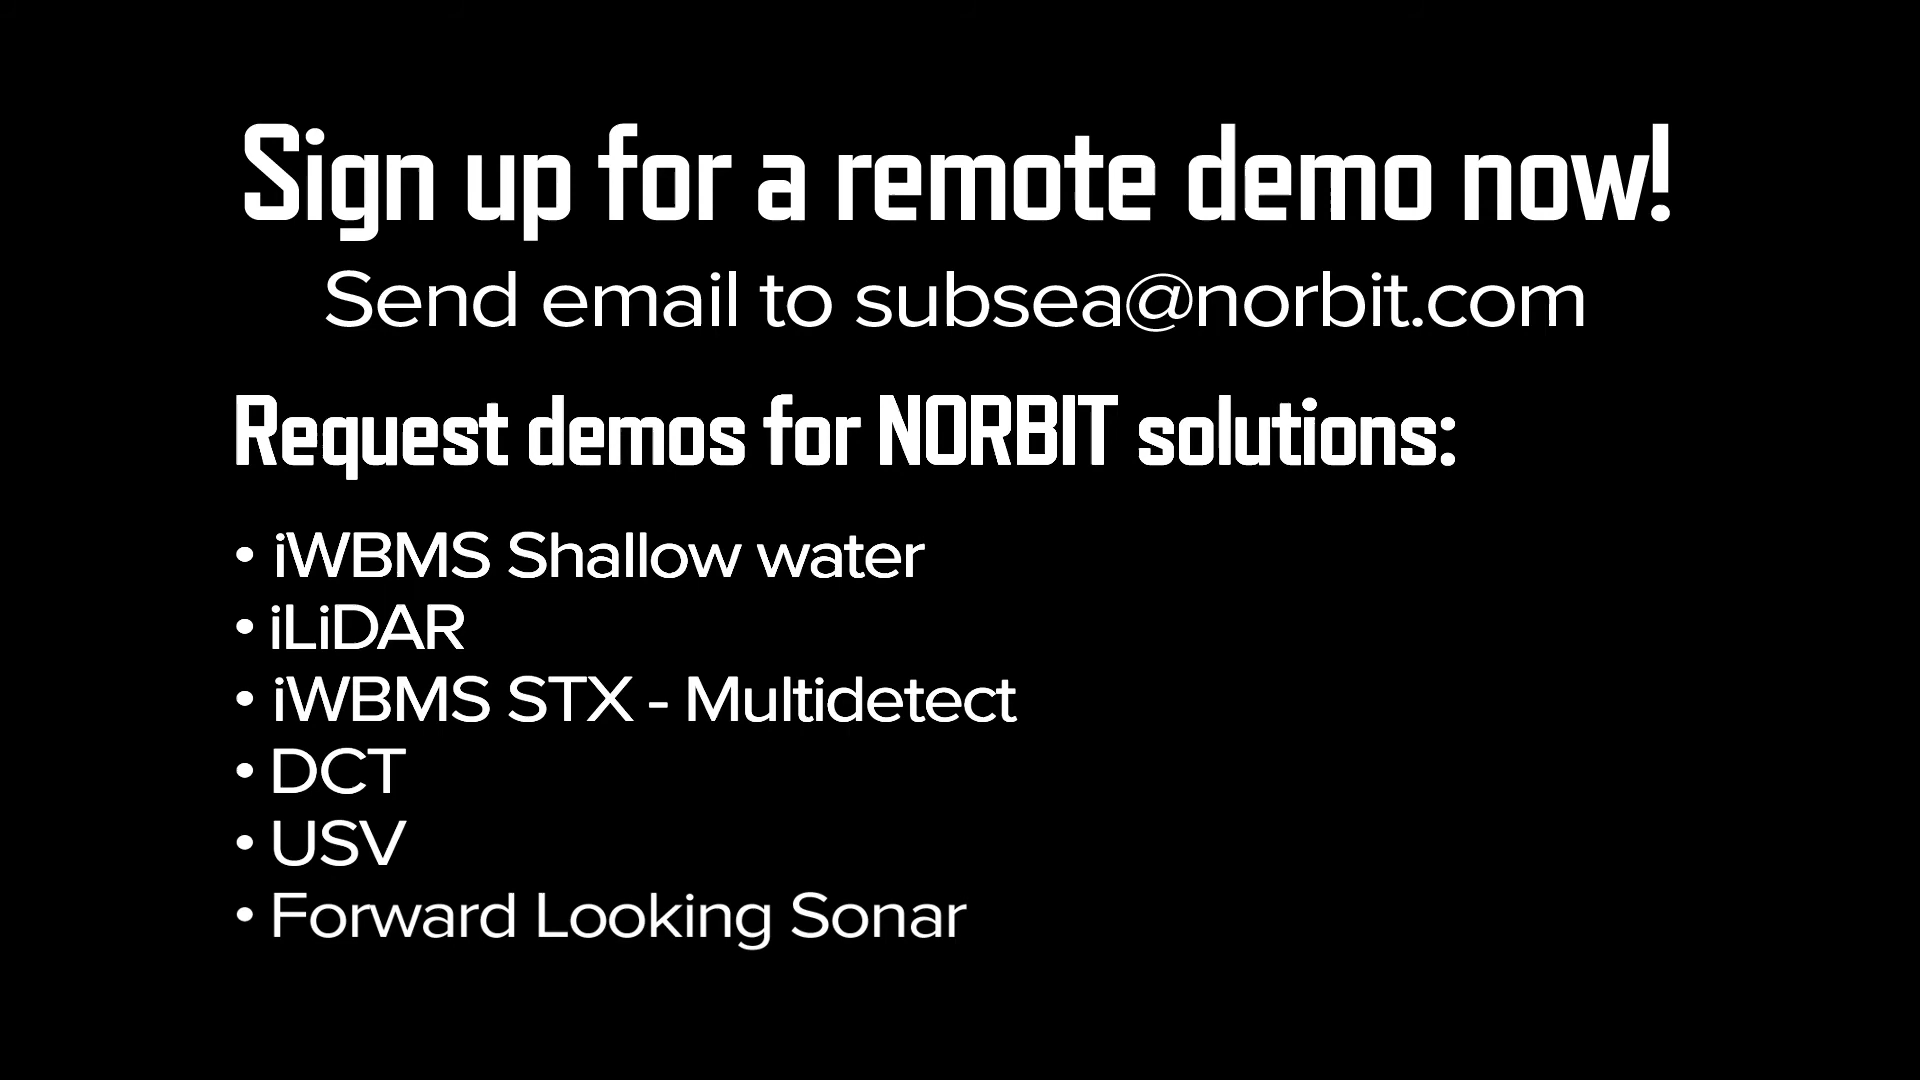 Sign up for a remote demo now!
Send email to subsea@norbit.com
Request demos for NORBIT solutions:
• iWBMS Shallow water
• iLiDAR
• iWBMS STX - Multidetect
• DCT
• USV
• Forward Looking Sonar